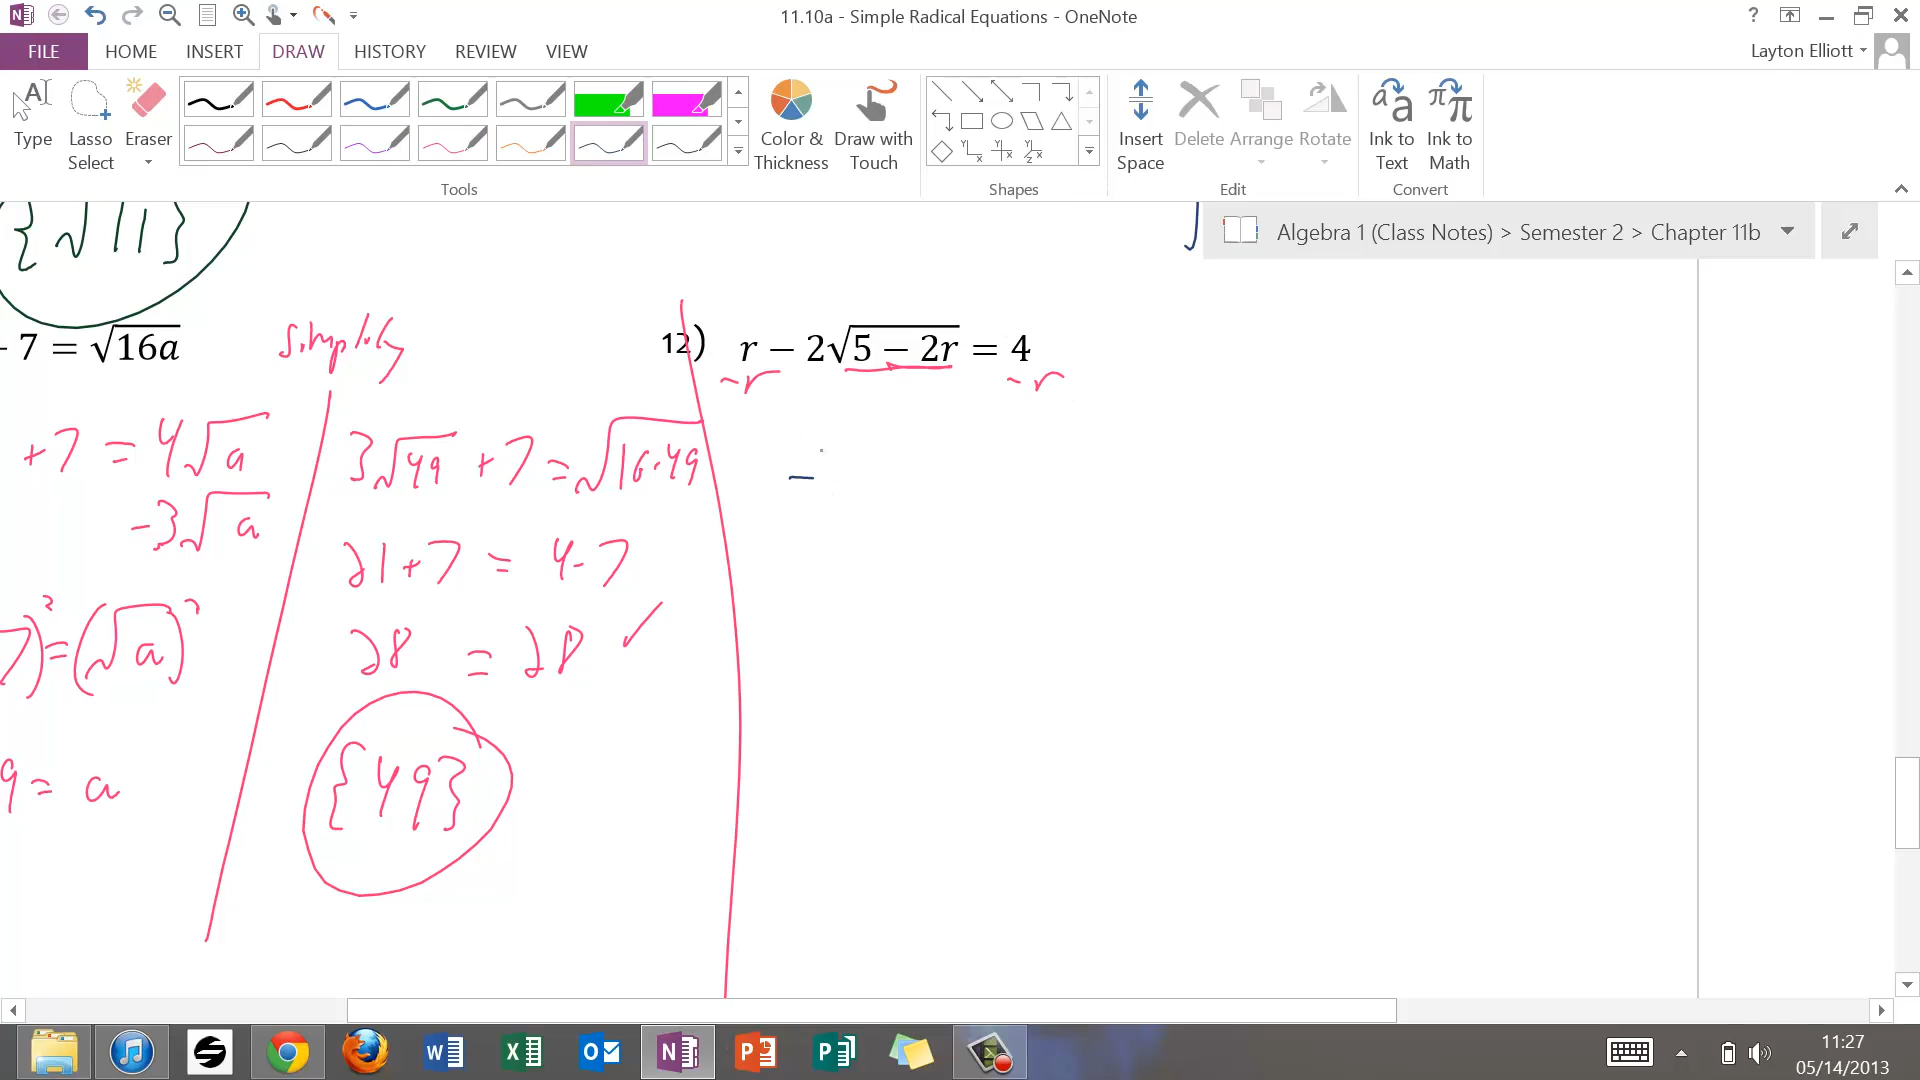 11.10a - Simple Radical Equations - OneNote
?
FILE HOME INSERT DRAW HISTORY REVIEW VIEW
Layton Elliott
Type
Lasso Select
Eraser
Color & Thickness
Draw with Touch
Insert Space
Delete
Arrange
Rotate
Ink to Text
Ink to Math
Tools
Shapes
Edit
Convert
Algebra 1 (Class Notes) > Semester 2 > Chapter 11b
{√11}
- 7 = √16a
simplify
+7 = 4√a
-3√a
7)² = (√a)²
9 = a
3√49 + 7 = √16·49
21 + 7 = 4·7
28 = 28 ✓
{49}
12) r − 2√5 − 2r = 4
-r -r
−
11:27
05/14/2013